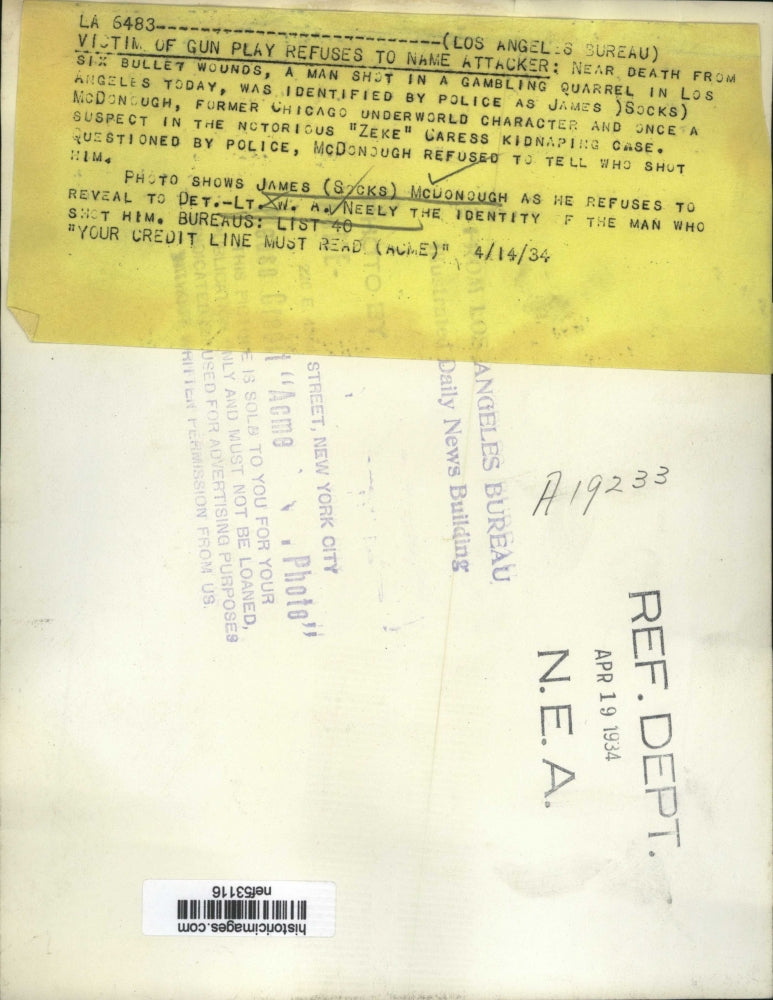 LA 6483-----------------------------(LOS ANGELES BUREAU)
VICTIM OF GUN PLAY REFUSES TO NAME ATTACKER: NEAR DEATH FROM
SIX BULLET WOUNDS, A MAN SHOT IN A GAMBLING QUARREL IN LOS
ANGELES TODAY, WAS IDENTIFIED BY POLICE AS JAMES )SOCKS)
MCDONOUGH, FORMER CHICAGO UNDERWORLD CHARACTER AND ONCE A
SUSPECT IN THE NOTORIOUS "ZEKE" CARESS KIDNAPING CASE.
QUESTIONED BY POLICE, MCDONOUGH REFUSED TO TELL WHO SHOT
HIM.
PHOTO SHOWS JAMES (SOCKS) MCDONOUGH AS HE REFUSES TO
REVEAL TO DET.-LT. W. A. NEELY THE IDENTITY OF THE MAN WHO
SHOT HIM. BUREAUS: LIST 40
"YOUR CREDIT LINE MUST READ (ACME)" 4/14/34
FROM LOS ANGELES BUREAU
Daily News Building
PHOTO BY
STREET, NEW YORK CITY
"Acme Photo"
THIS PICTURE IS SOLD TO YOU FOR YOUR
ONLY AND MUST NOT BE LOANED,
USED FOR ADVERTISING PURPOSES
WRITTEN PERMISSION FROM US.
A19233
REF. DEPT.
APR 19 1934
N.E.A.
historicimages.com
nef53116